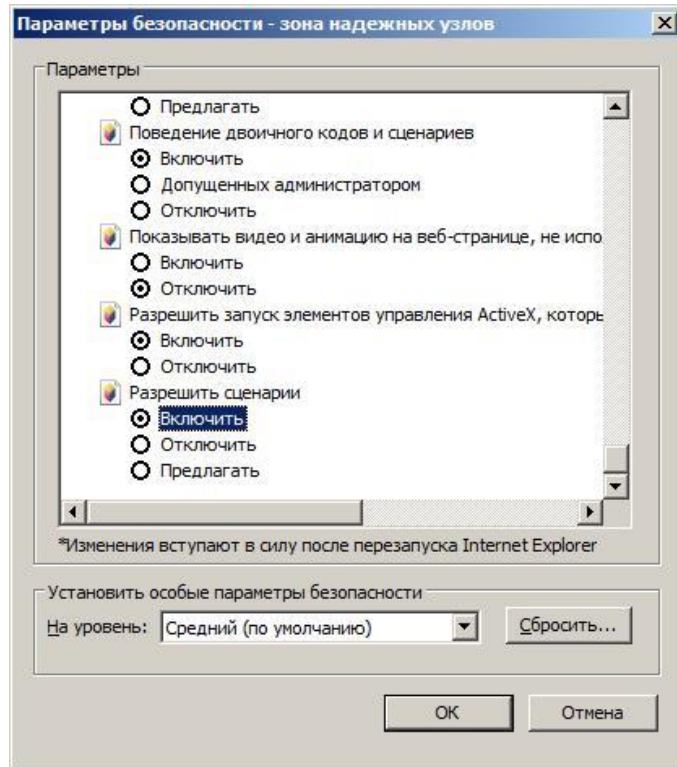 Параметры безопасности - зона надежных узлов
Параметры
Предлагать
Поведение двоичного кодов и сценариев
Включить
Допущенных администратором
Отключить
Показывать видео и анимацию на веб-странице, не испо
Включить
Отключить
Разрешить запуск элементов управления ActiveX, которы
Включить
Отключить
Разрешить сценарии
Включить
Отключить
Предлагать
*Изменения вступают в силу после перезапуска Internet Explorer
Установить особые параметры безопасности
На уровень: Средний (по умолчанию) Сбросить...
OK Отмена